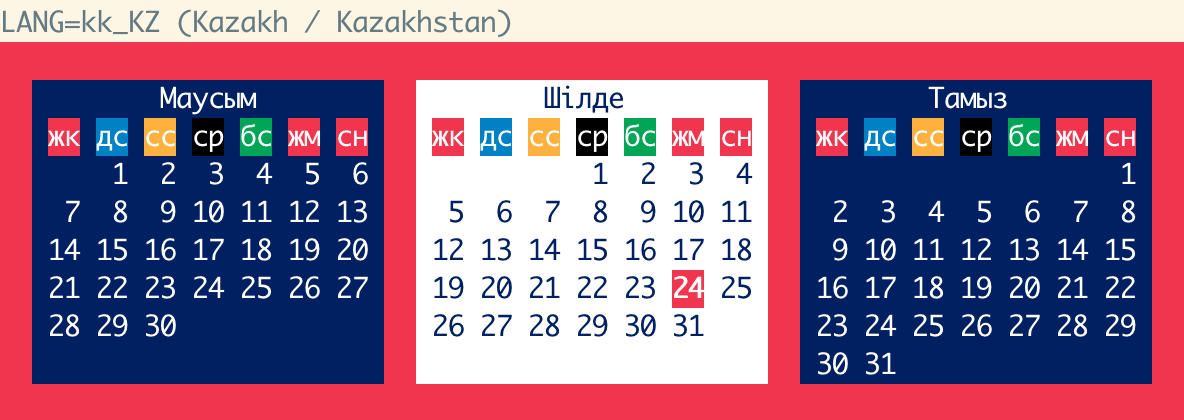 LANG=kk_KZ (Kazakh / Kazakhstan)
Маусым Шілде Тамыз
жк дс сс ср бс жм сн жк дс сс ср бс жм сн жк дс сс ср бс жм сн
1 2 3 4 5 6 1 2 3 4 1
7 8 9 10 11 12 13 5 6 7 8 9 10 11 2 3 4 5 6 7 8
14 15 16 17 18 19 20 12 13 14 15 16 17 18 9 10 11 12 13 14 15
21 22 23 24 25 26 27 19 20 21 22 23 24 25 16 17 18 19 20 21 22
28 29 30 26 27 28 29 30 31 23 24 25 26 27 28 29
30 31